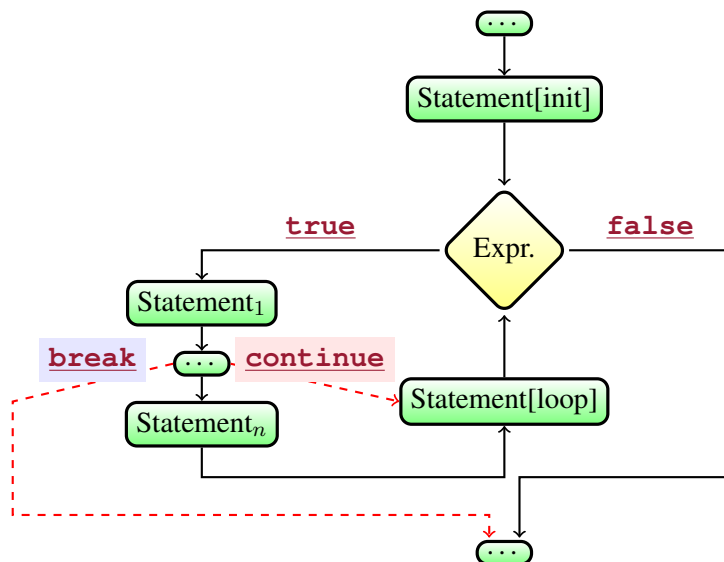 ...
Statement[init]
true
Expr.
false
Statement₁
break
...
continue
Statement[loop]
Statementₙ
...